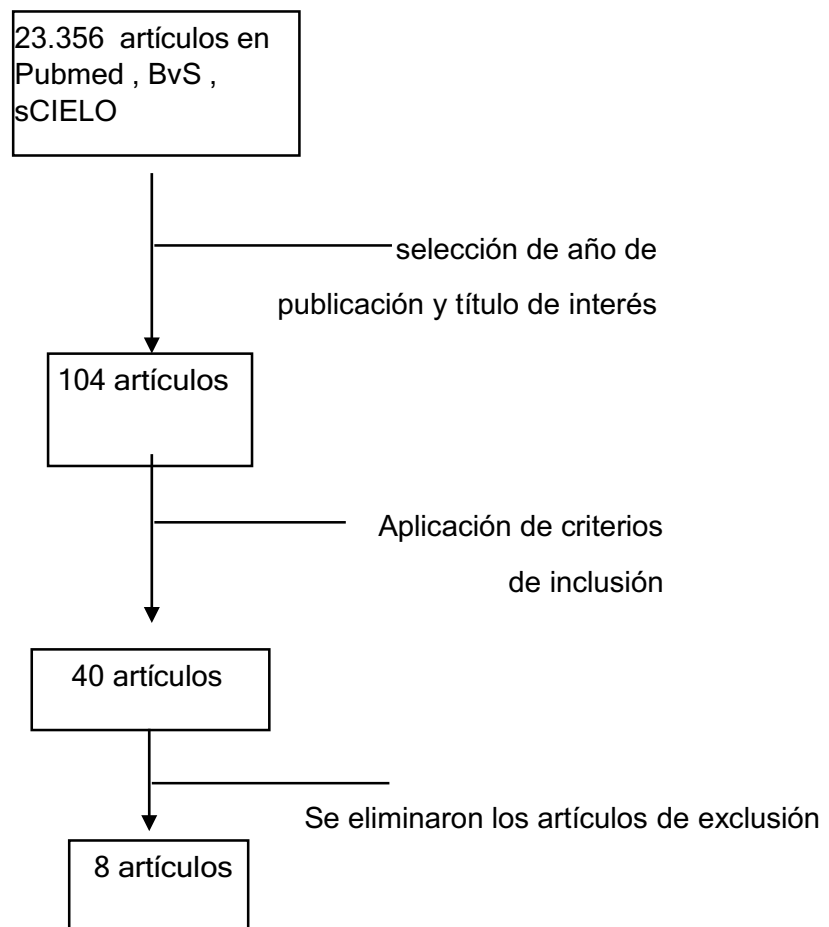 23.356 artículos en
Pubmed , BvS ,
sCIELO
selección de año de
publicación y título de interés
104 artículos
Aplicación de criterios
de inclusión
40 artículos
Se eliminaron los artículos de exclusión
8 artículos